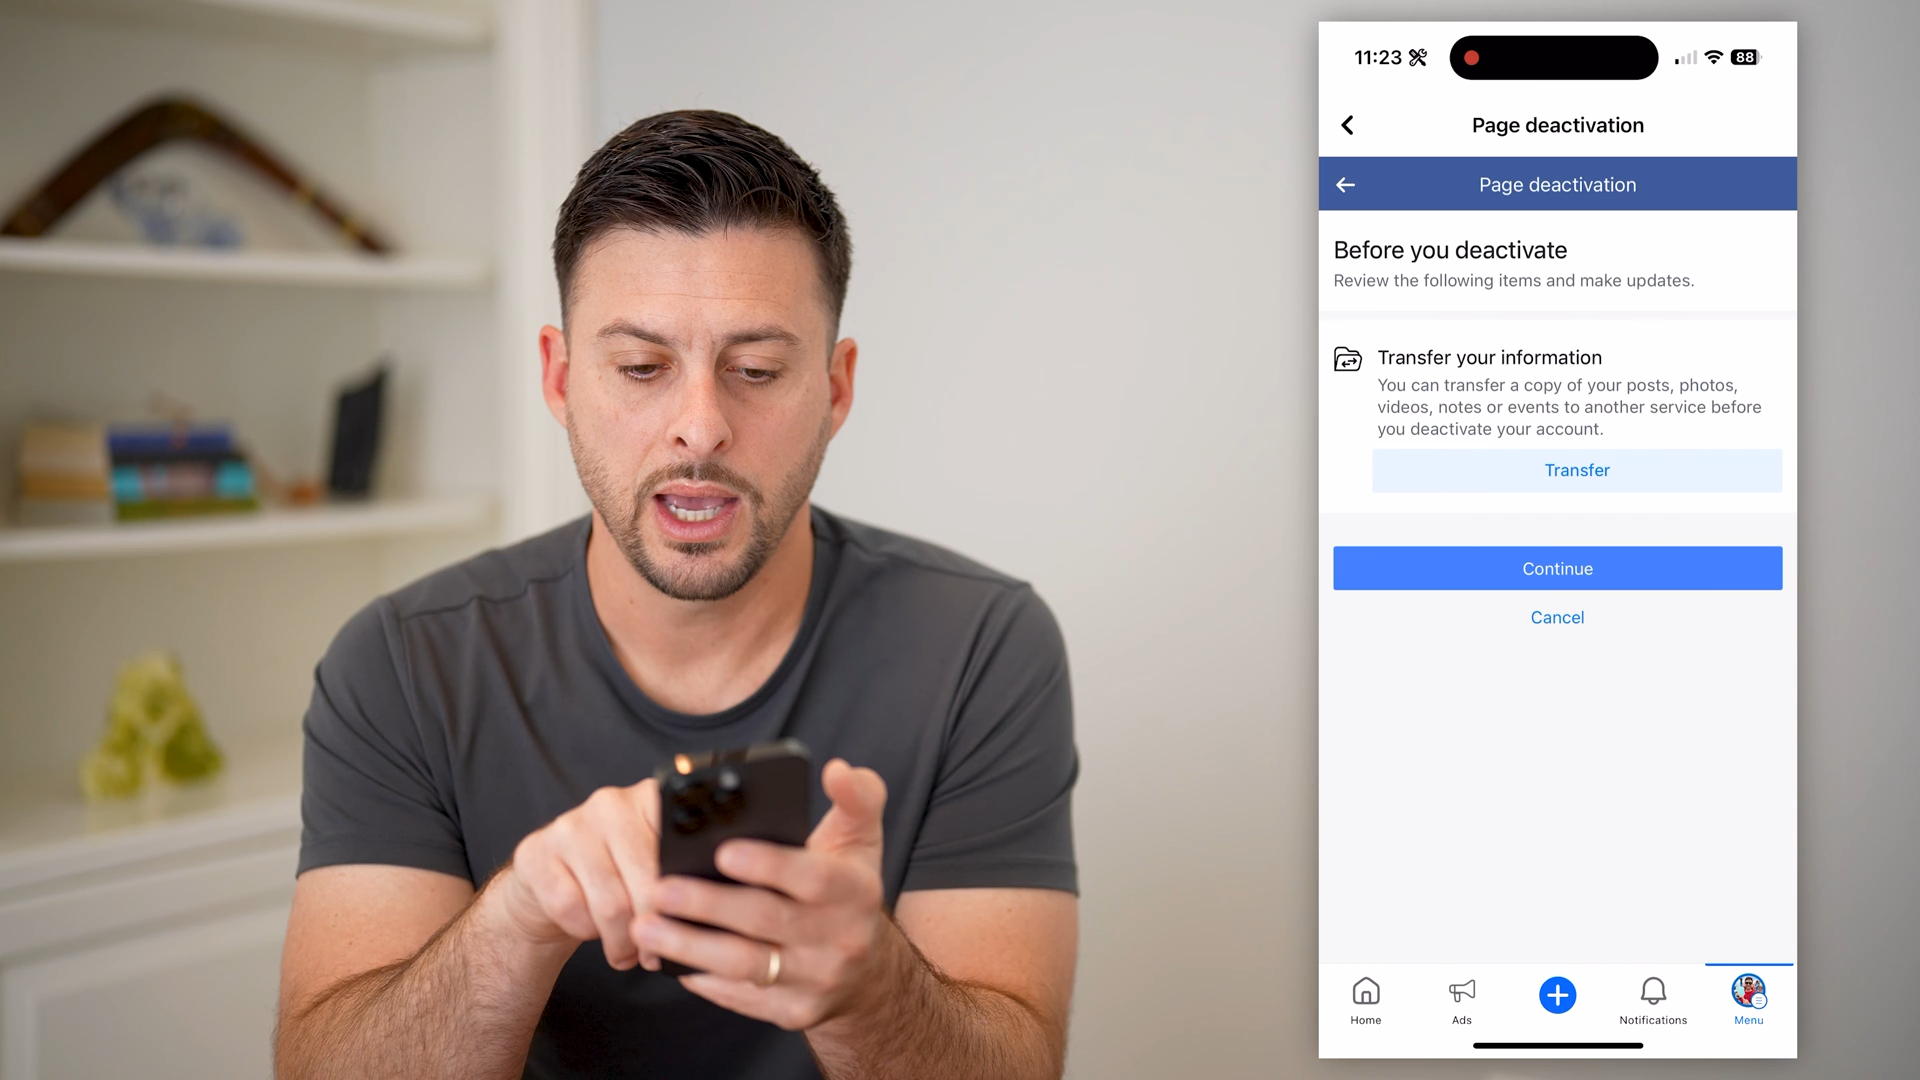 11:23
88
Page deactivation
Page deactivation
Before you deactivate
Review the following items and make updates.
Transfer your information
You can transfer a copy of your posts, photos,
videos, notes or events to another service before
you deactivate your account.
Transfer
Continue
Cancel
Home
Ads
Notifications
Menu